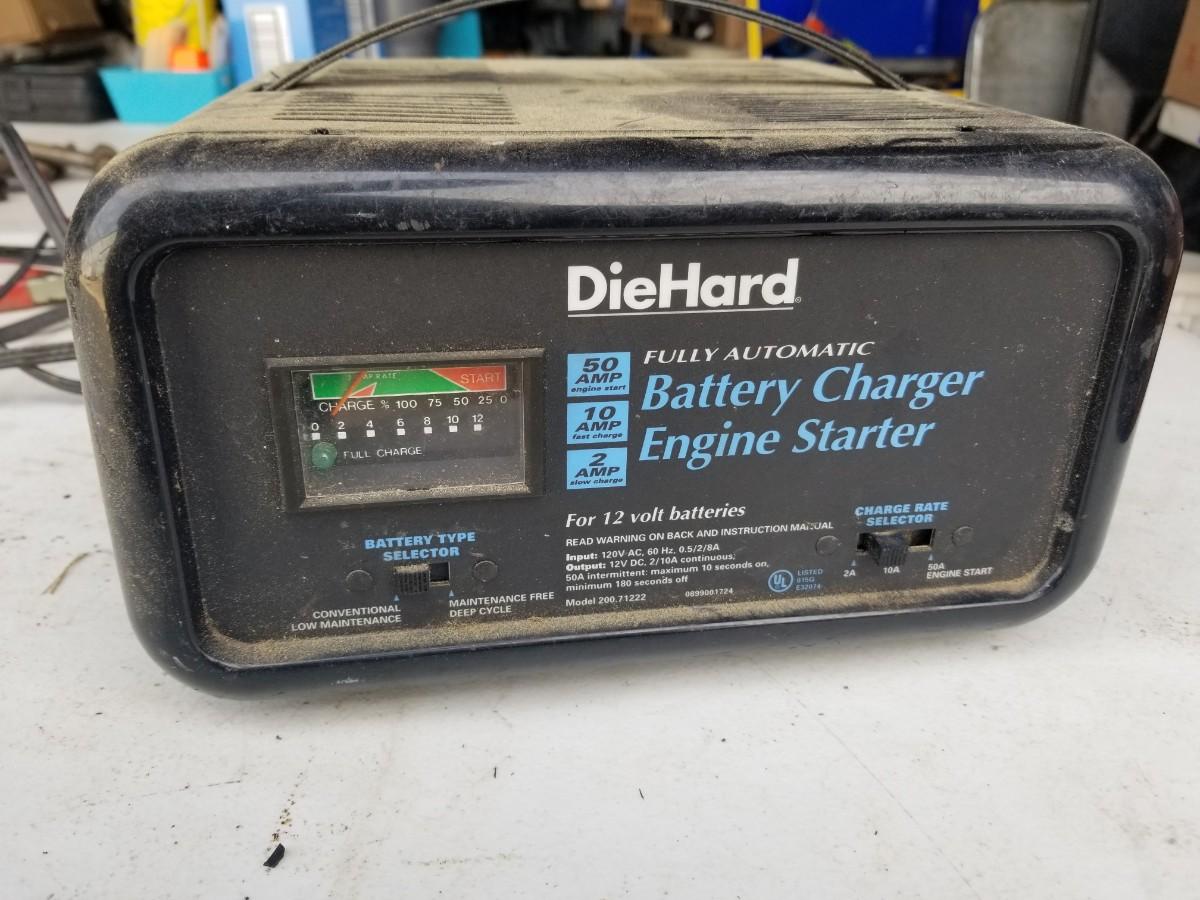 DieHard
50
AMP
engine start
10
AMP
fast charge
2
AMP
slow charge
FULLY AUTOMATIC
Battery Charger
Engine Starter
RATE START
CHARGE % 100 75 50 25 0
0 2 4 6 8 10 12
FULL CHARGE
For 12 volt batteries
READ WARNING ON BACK AND INSTRUCTION MANUAL
Input: 120V AC, 60 Hz, 0.5/2/8A
Output: 12V DC, 2/10A continuous;
50A intermittent: maximum 10 seconds on,
minimum 180 seconds off
Model 200.71222 0899001724
UL LISTED
E32074
BATTERY TYPE
SELECTOR
CONVENTIONAL
LOW MAINTENANCE
MAINTENANCE FREE
DEEP CYCLE
CHARGE RATE
SELECTOR
2A 10A 50A
ENGINE START